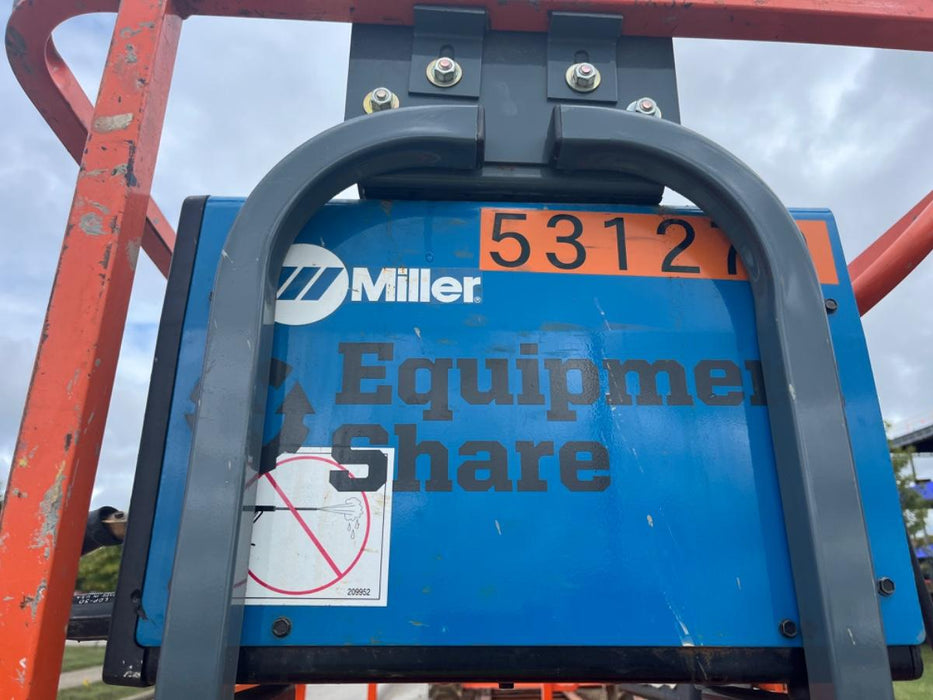 53127
Miller
Equipmen
Share
209952